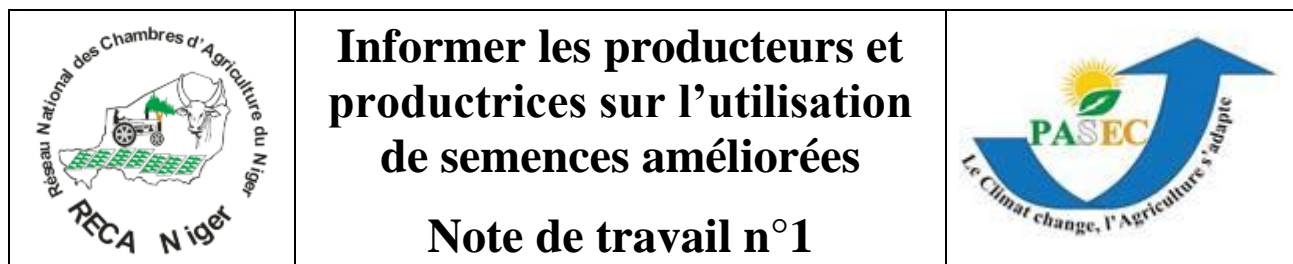 Réseau National des Chambres d'Agriculture du Niger
RECA Niger
Informer les producteurs et
productrices sur l'utilisation
de semences améliorées
Note de travail n°1
PASEC
Le Climat change, l'Agriculture s'adapte